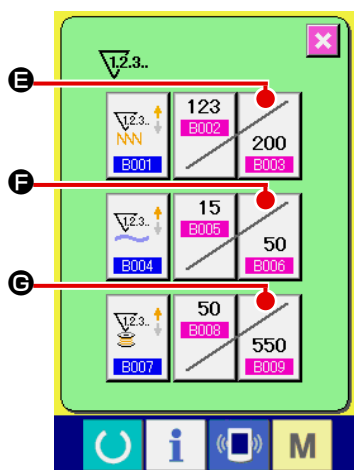 1,2,3..
E
1,2,3.. 123
B002 200
B001 B003
F
1,2,3.. 15
B005 50
B004 B006
G
1,2,3.. 50
B008 550
B007 B009
i M